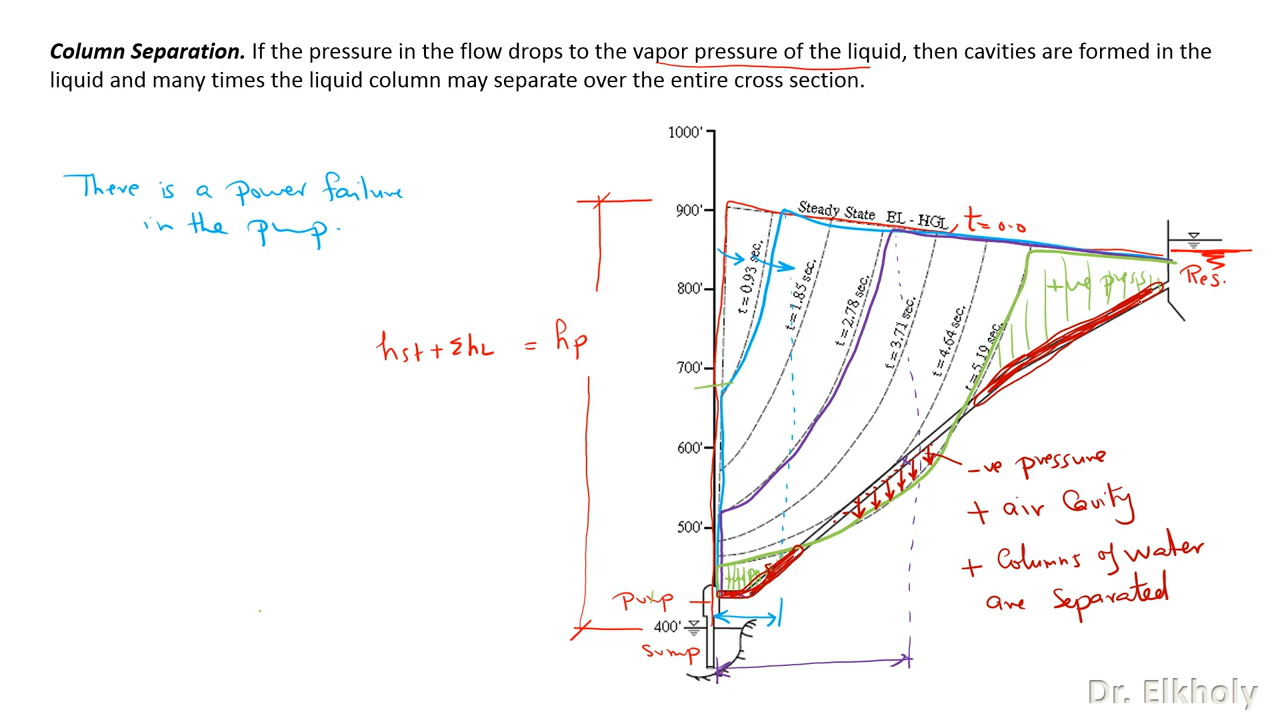 Column Separation. If the pressure in the flow drops to the vapor pressure of the liquid, then cavities are formed in the
liquid and many times the liquid column may separate over the entire cross section.
There is a power failure
in the pump.
1000'
900'
800'
700'
600'
500'
400'
Steady State EL - HGL, t = 0.0
t = 0.93 sec.
t = 1.85 sec.
t = 2.78 sec.
t = 3.71 sec.
t = 4.64 sec.
t = 5.19 sec.
+ve press
Res.
hst + ΣhL = hp
-ve pressure
+ air Cavity
+ Columns of water
are separated
Pump
Sump
Dr. Elkholy